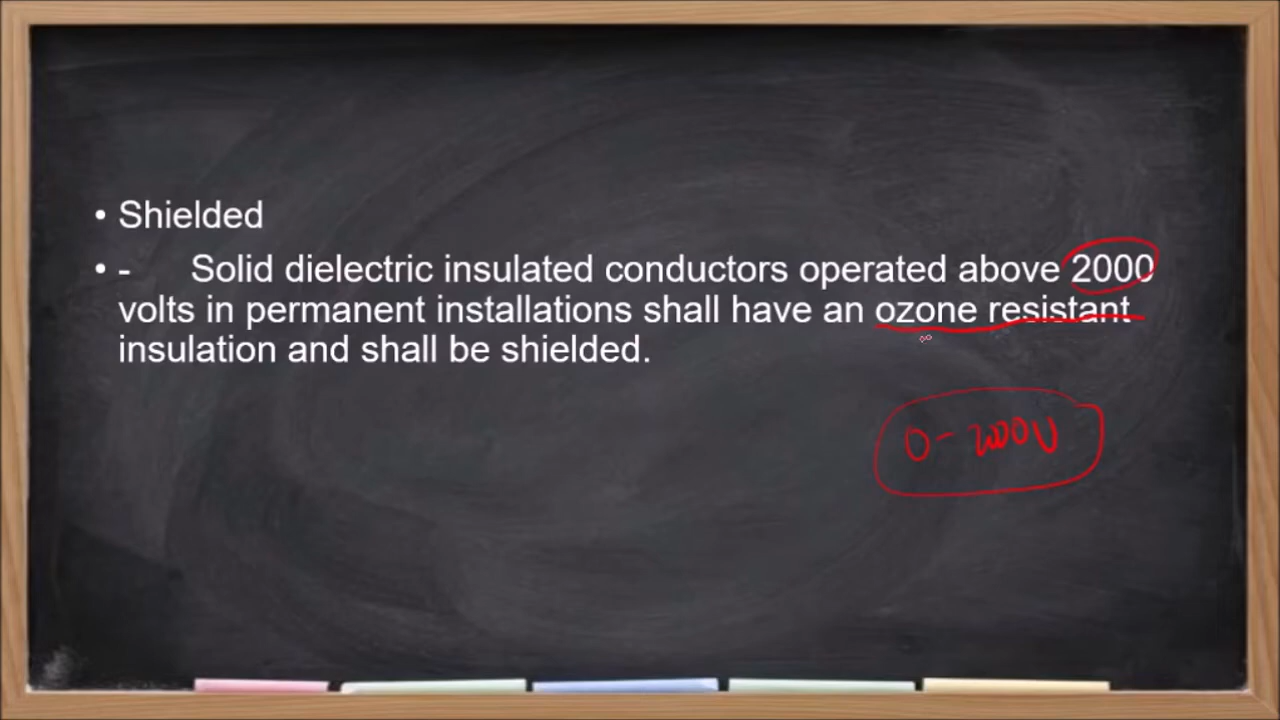 • Shielded
• - Solid dielectric insulated conductors operated above 2000
volts in permanent installations shall have an ozone resistant
insulation and shall be shielded.
0-2000V